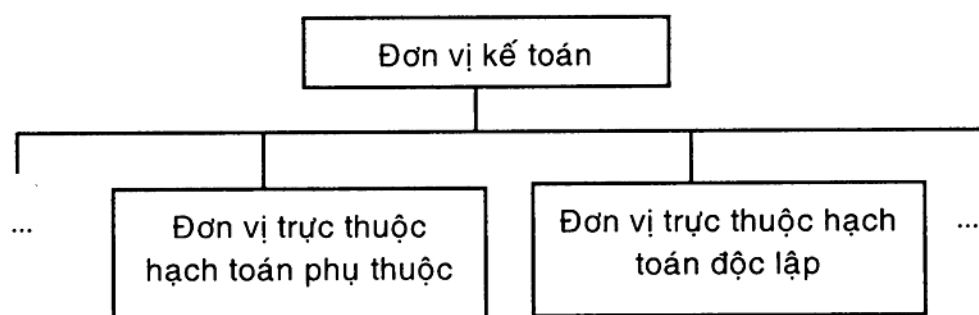 Đơn vị kế toán
...
Đơn vị trực thuộc
hạch toán phụ thuộc
Đơn vị trực thuộc hạch
toán độc lập
...